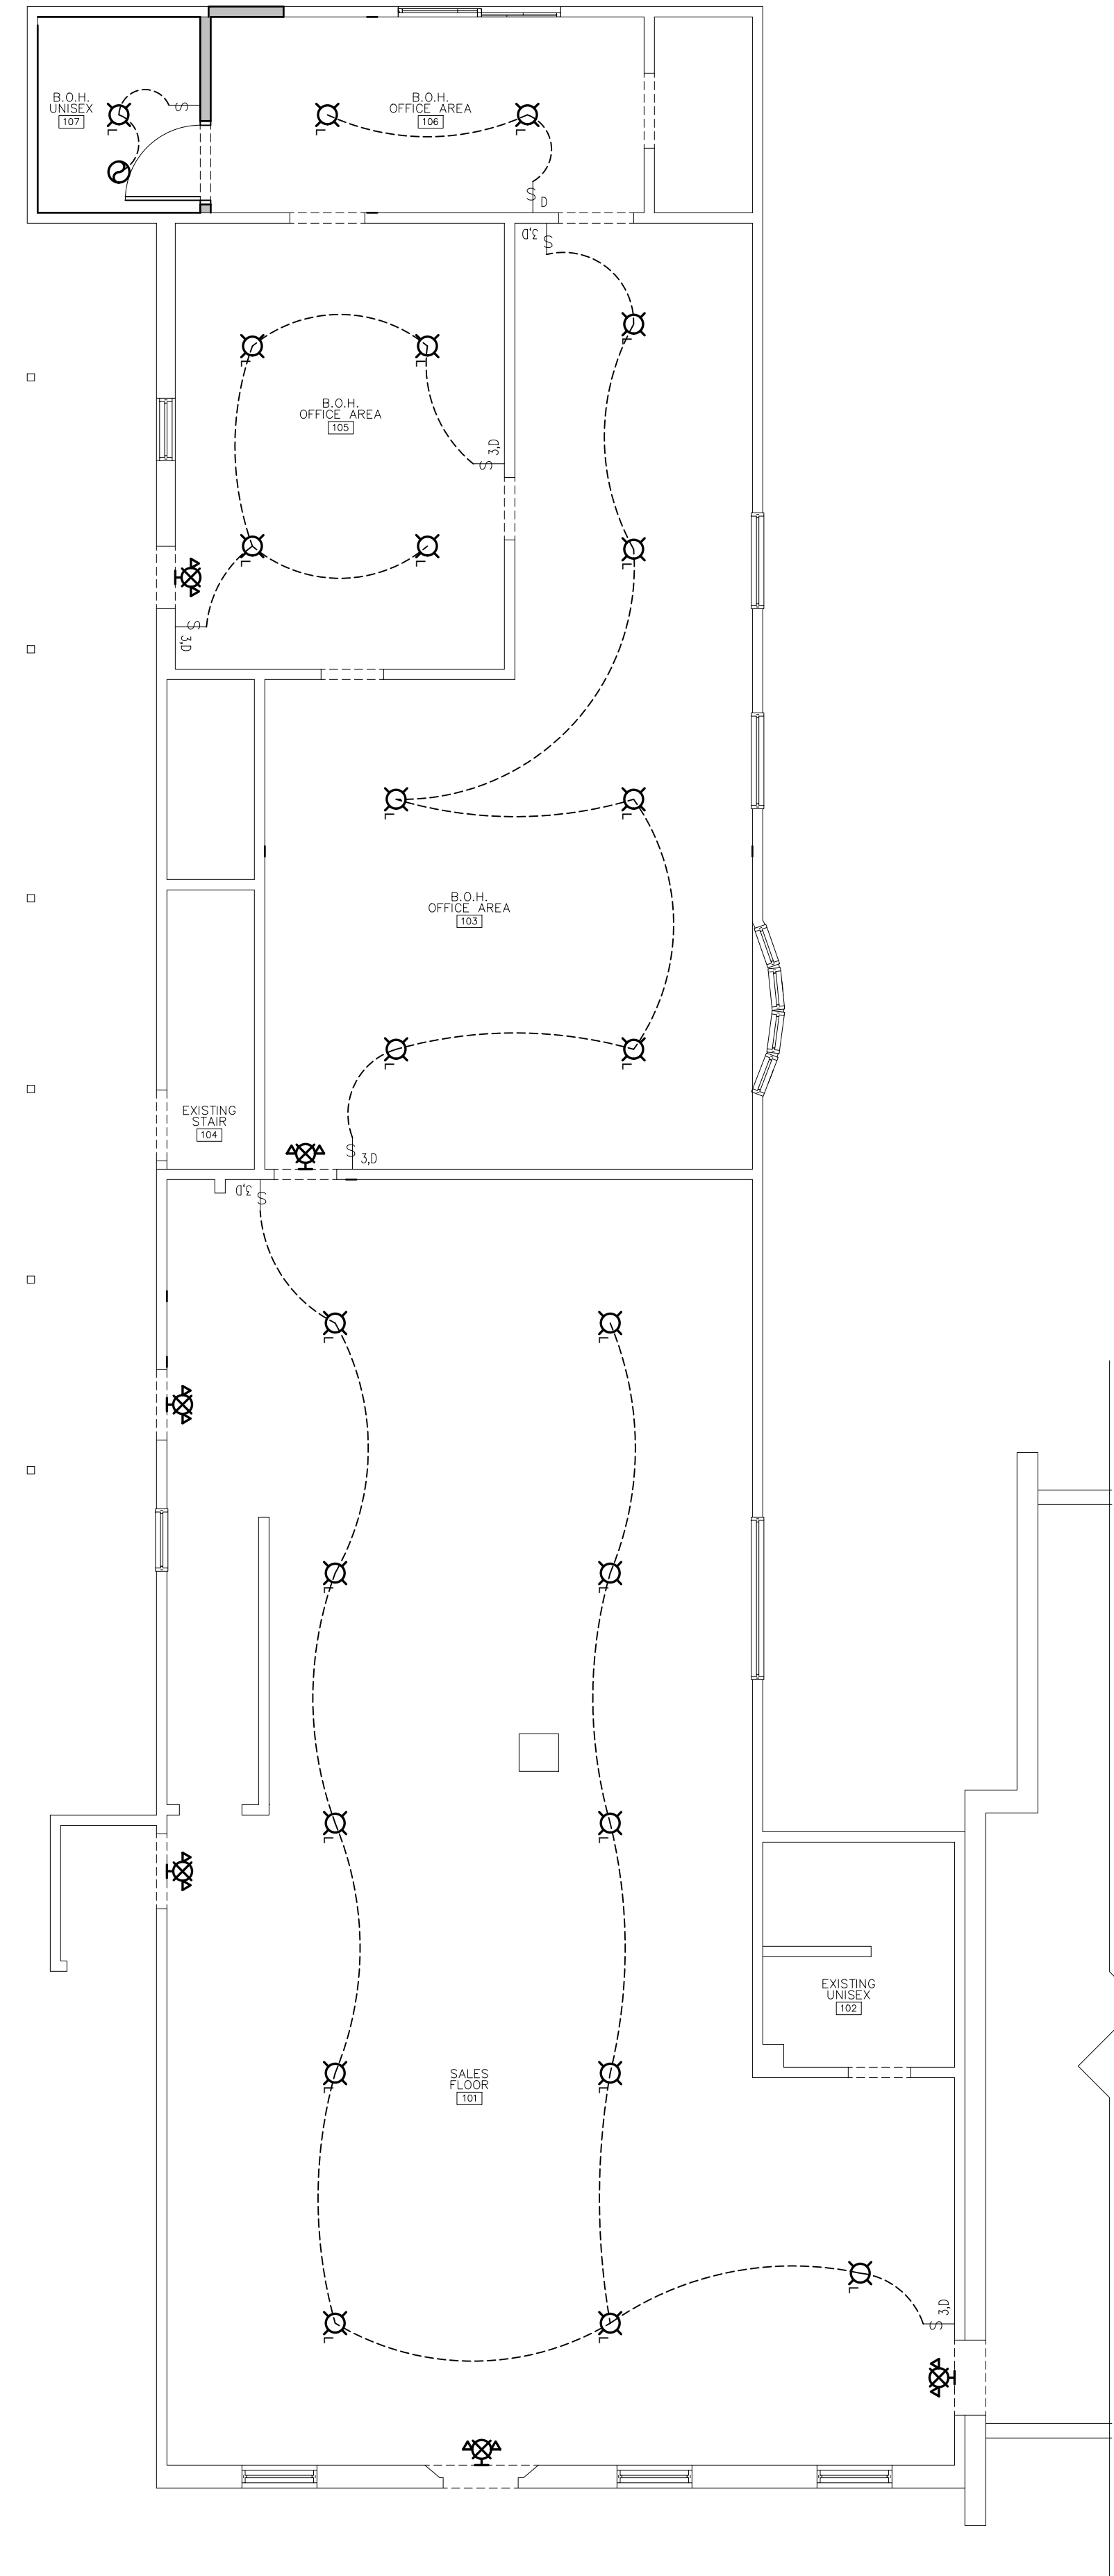 B.O.H.
UNISEX
107
L
S
B.O.H.
OFFICE AREA
106
L
L
S D
S 3,D
L
L
L
B.O.H.
OFFICE AREA
105
S 3,D
L
L
L
S 3,D
L
L
B.O.H.
OFFICE AREA
103
L
L
EXISTING
STAIR
104
S 3,D
S 3,D
L
L
L
L
L
L
EXISTING
UNISEX
102
L
L
SALES
FLOOR
101
L
S 3,D
L
L